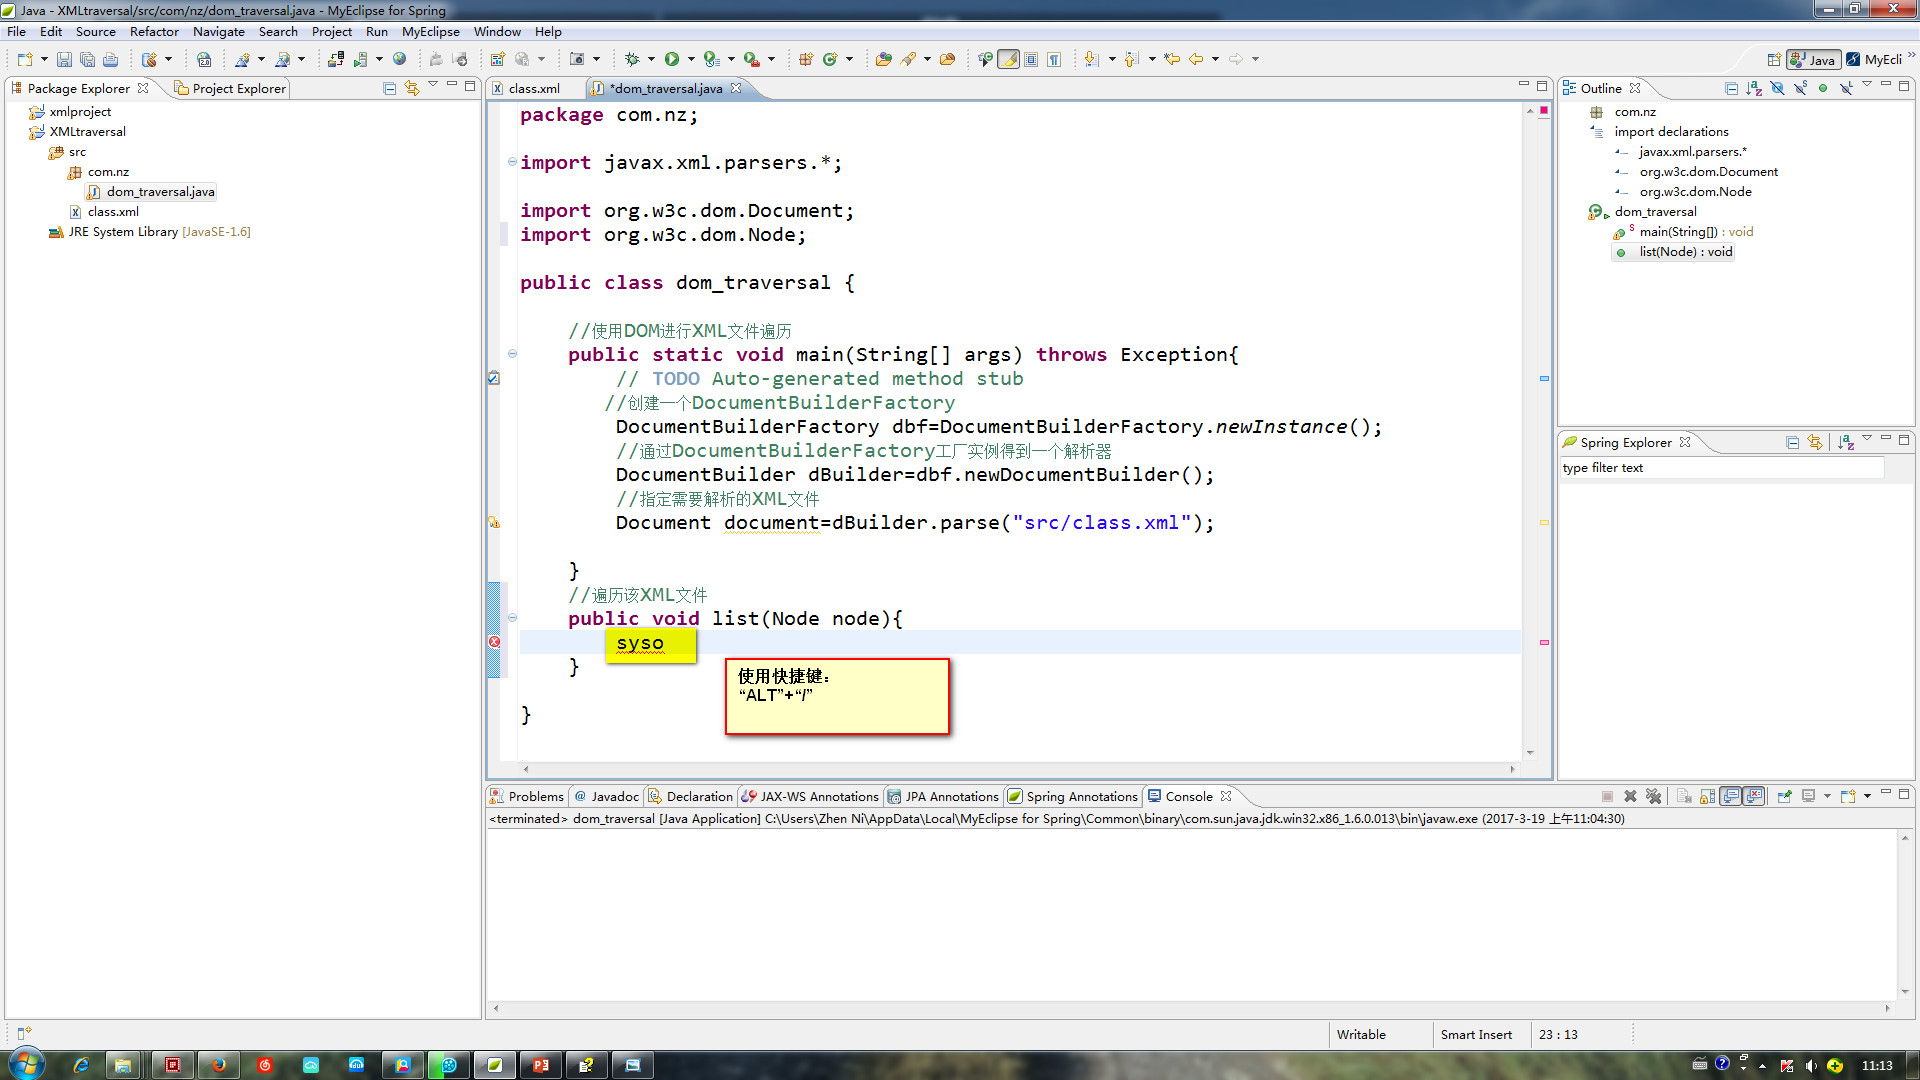 Java - XMLtraversal/src/com/nz/dom_traversal.java - MyEclipse for Spring
File Edit Source Refactor Navigate Search Project Run MyEclipse Window Help
Java MyEcli
Package Explorer Project Explorer
xmlproject
XMLtraversal
src
com.nz
dom_traversal.java
class.xml
JRE System Library [JavaSE-1.6]
class.xml *dom_traversal.java
package com.nz;
import javax.xml.parsers.*;
import org.w3c.dom.Document;
import org.w3c.dom.Node;
public class dom_traversal {
//使用DOM进行XML文件遍历
public static void main(String[] args) throws Exception{
// TODO Auto-generated method stub
//创建一个DocumentBuilderFactory
DocumentBuilderFactory dbf=DocumentBuilderFactory.newInstance();
//通过DocumentBuilderFactory工厂实例得到一个解析器
DocumentBuilder dBuilder=dbf.newDocumentBuilder();
//指定需要解析的XML文件
Document document=dBuilder.parse("src/class.xml");
}
//遍历该XML文件
public void list(Node node){
syso
}
}
使用快捷键：
“ALT”+“/”
Outline
com.nz
import declarations
javax.xml.parsers.*
org.w3c.dom.Document
org.w3c.dom.Node
dom_traversal
main(String[]) : void
list(Node) : void
Spring Explorer
type filter text
Problems Javadoc Declaration JAX-WS Annotations JPA Annotations Spring Annotations Console
<terminated> dom_traversal [Java Application] C:\Users\Zhen Ni\AppData\Local\MyEclipse for Spring\Common\binary\com.sun.java.jdk.win32.x86_1.6.0.013\bin\javaw.exe (2017-3-19 上午11:04:30)
Writable Smart Insert 23 : 13
11:13